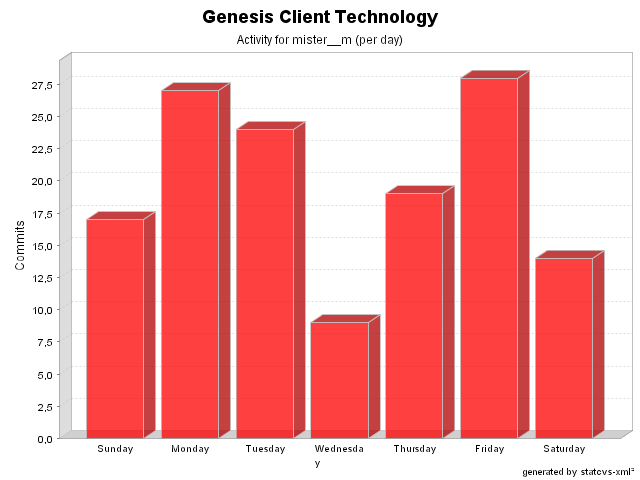 Genesis Client Technology
Activity for mister__m (per day)
27,5
25,0
22,5
20,0
17,5
15,0
12,5
10,0
7,5
5,0
2,5
0,0
Commits
Sunday Monday Tuesday Wednesda Thursday Friday Saturday
y
generated by statcvs-xml²